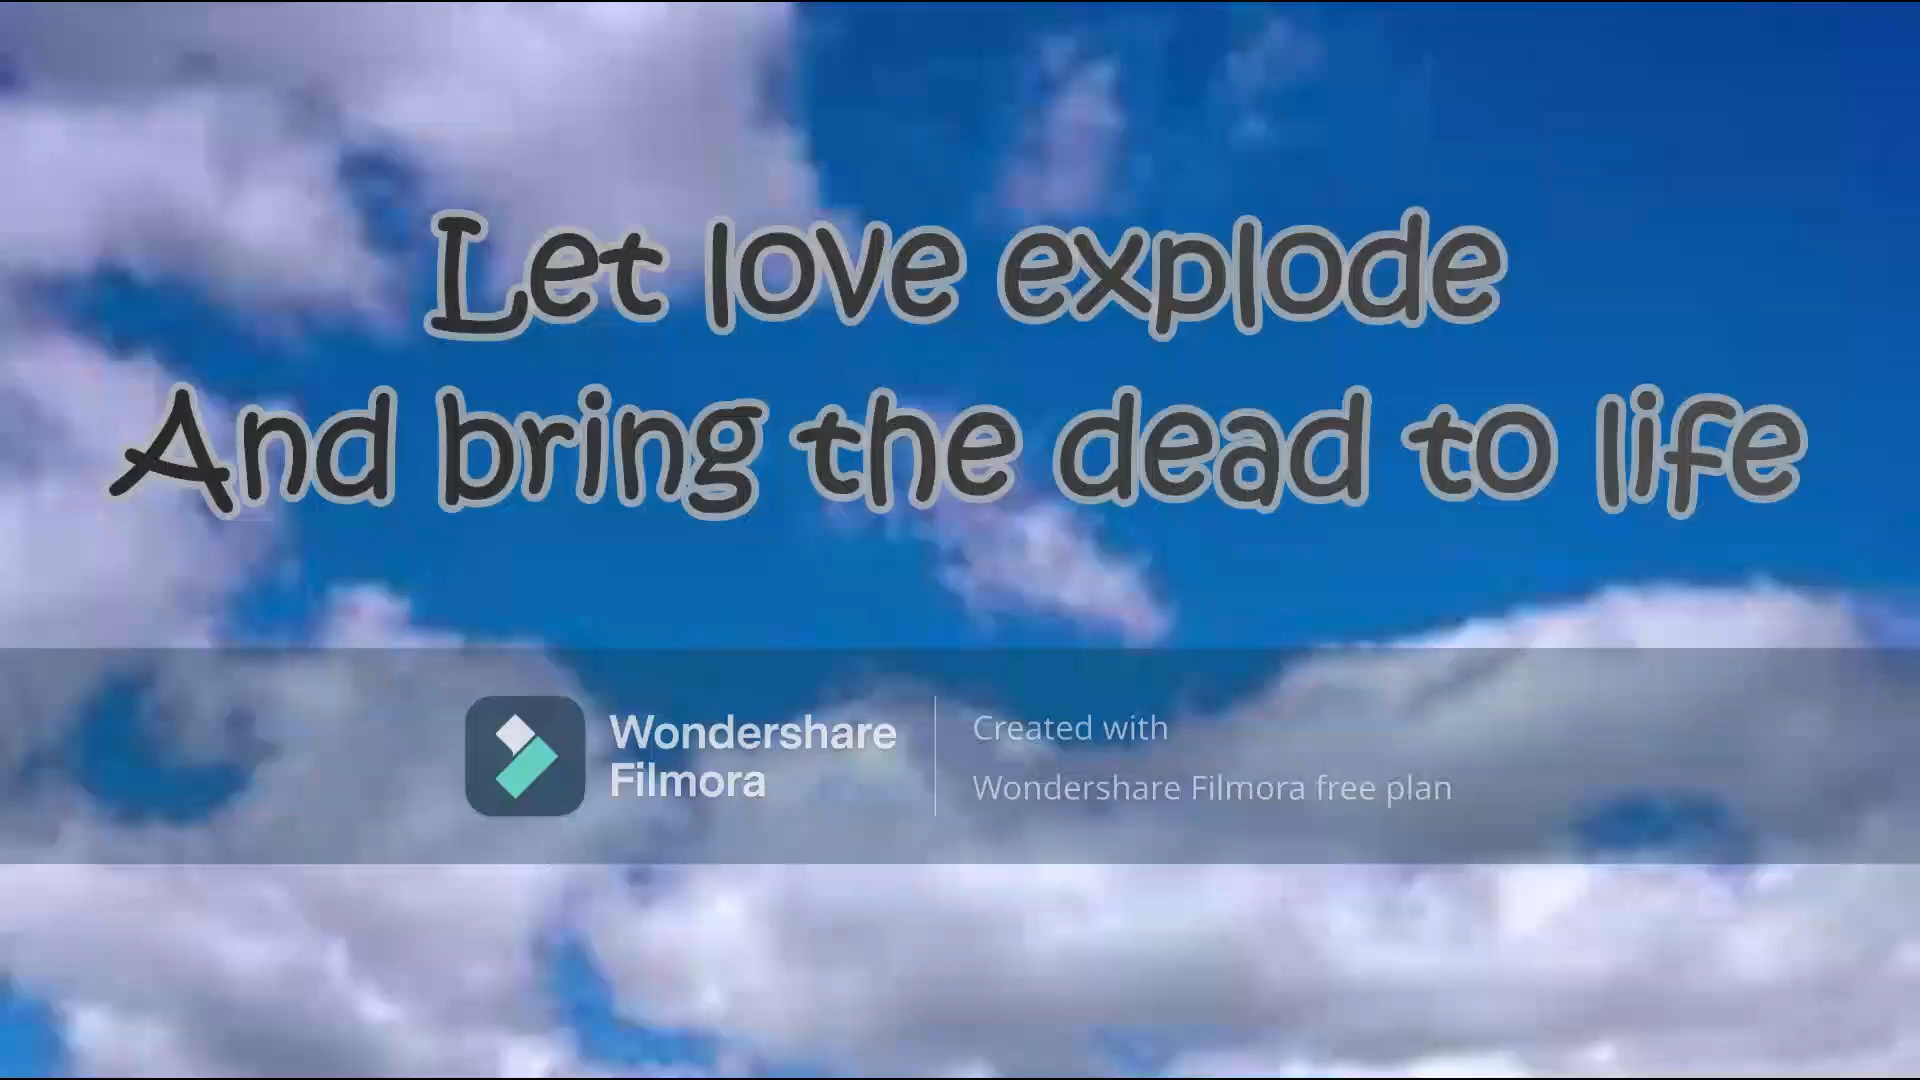 Let love explode
And bring the dead to life
Wondershare
Filmora
Created with
Wondershare Filmora free plan